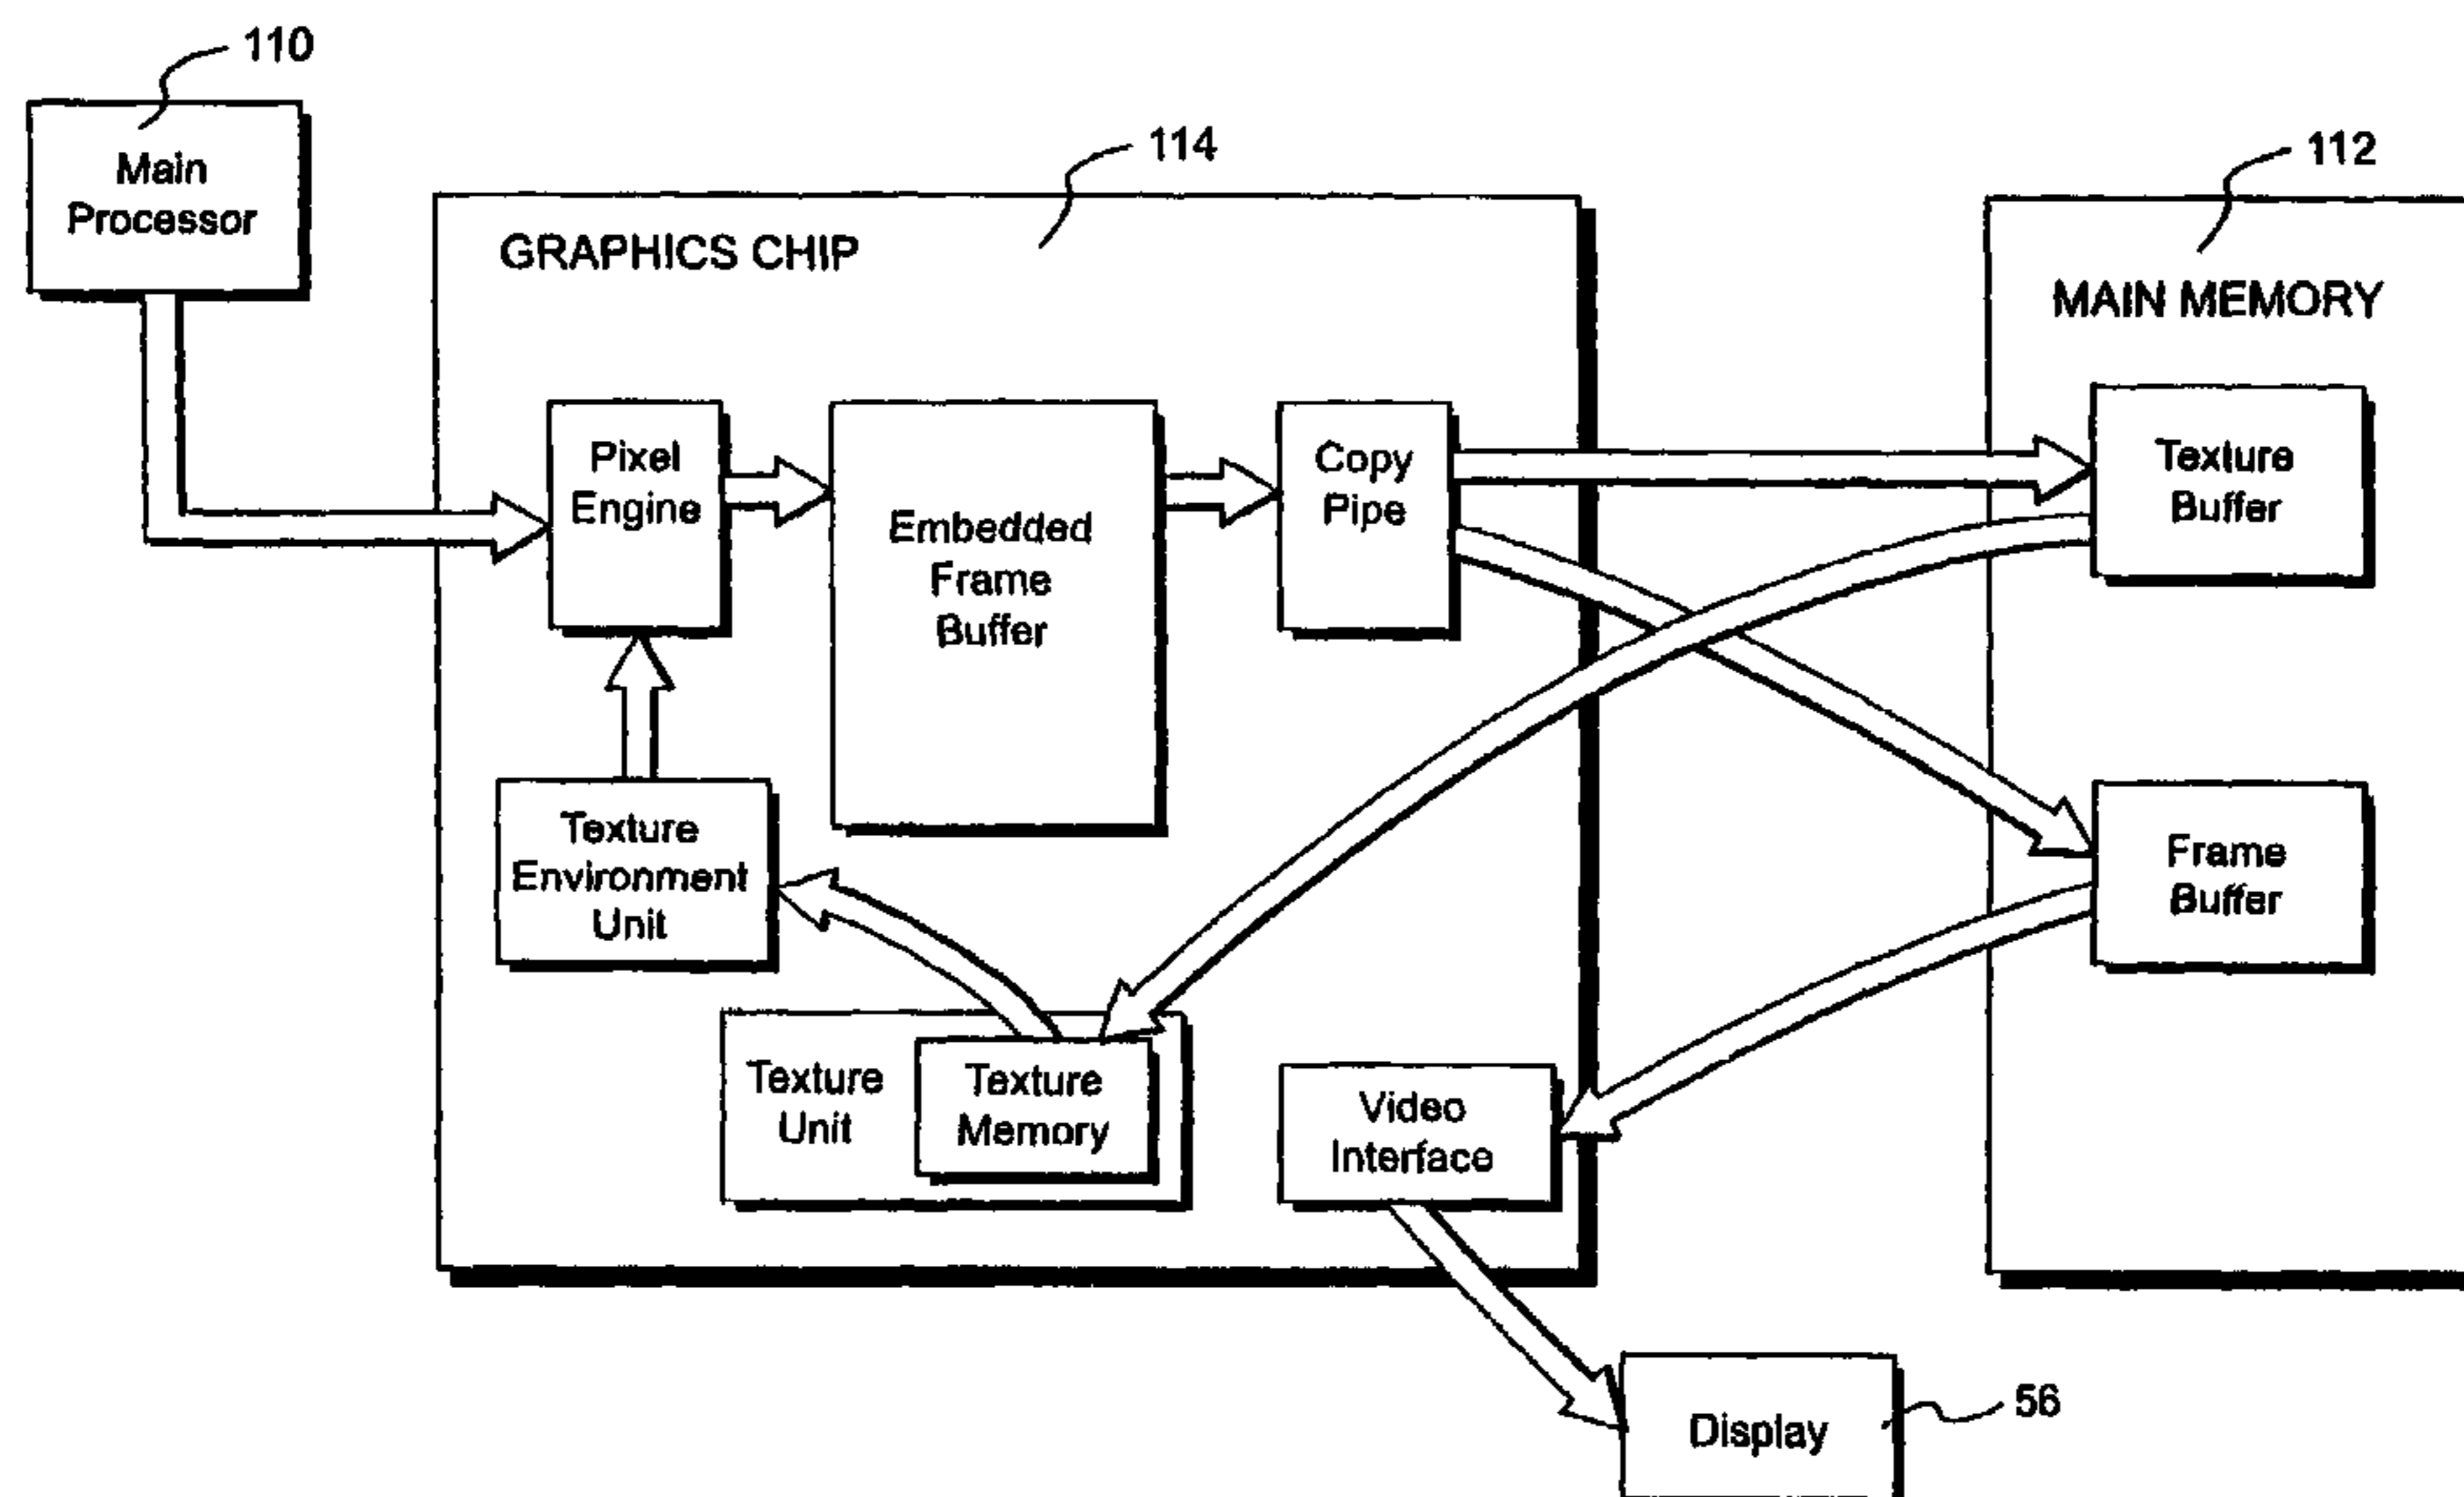 110
Main
Processor
114
GRAPHICS CHIP
112
MAIN MEMORY
Pixel
Engine
Embedded
Frame
Buffer
Copy
Pipe
Texture
Buffer
Texture
Environment
Unit
Frame
Buffer
Texture
Unit
Texture
Memory
Video
Interface
Display
56